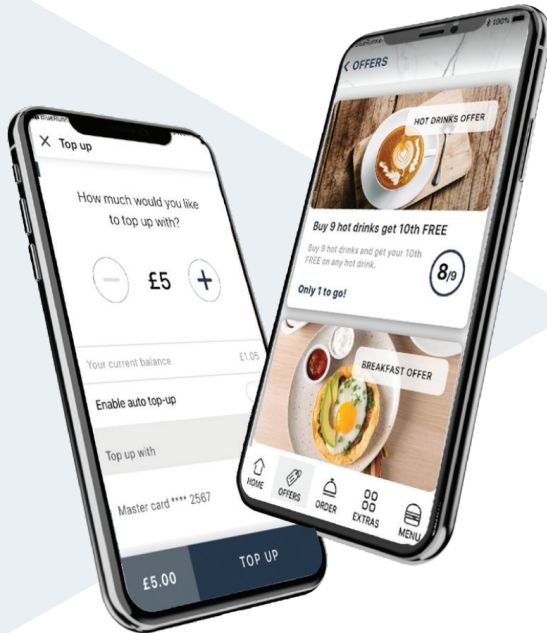 Top up
How much would you like
to top up with?
£5
Your current balance £1.05
Enable auto top-up
Top up with
Master card **** 2567
£5.00 TOP UP
100%
OFFERS
HOT DRINKS OFFER
Buy 9 hot drinks get 10th FREE
Buy 9 hot drinks and get your 10th
FREE on any hot drink.
8/9
Only 1 to go!
BREAKFAST OFFER
HOME OFFERS ORDER EXTRAS MENU